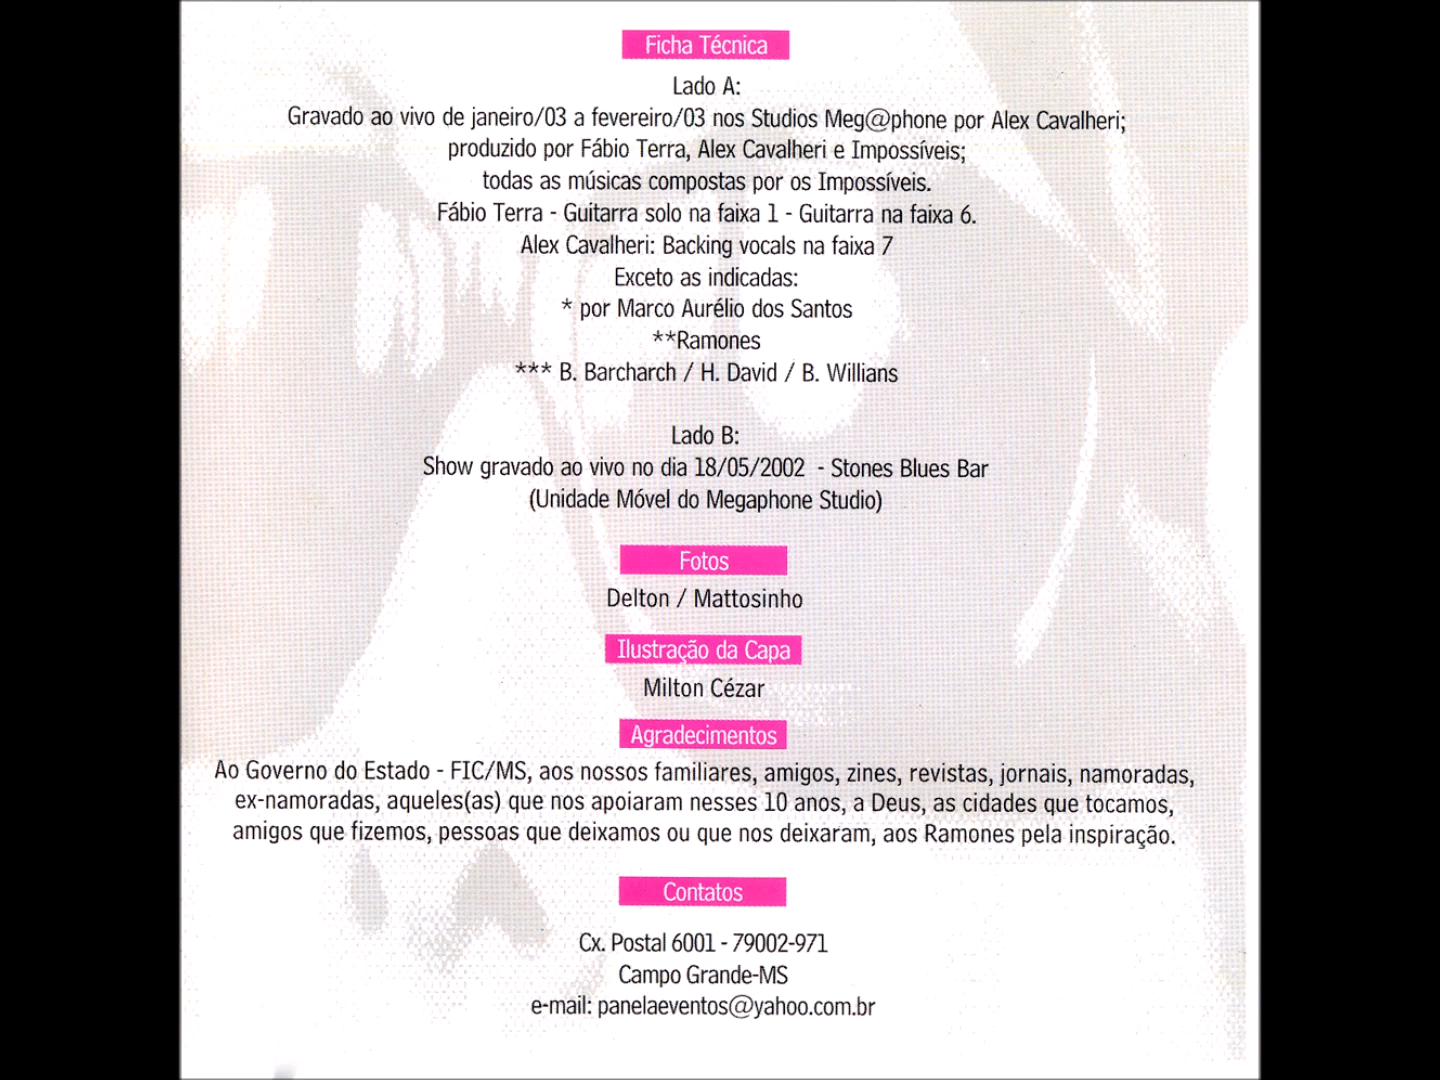 Ficha Técnica
Lado A:
Gravado ao vivo de janeiro/03 a fevereiro/03 nos Studios Meg@phone por Alex Cavalheri;
produzido por Fábio Terra, Alex Cavalheri e Impossíveis;
todas as músicas compostas por os Impossíveis.
Fábio Terra - Guitarra solo na faixa 1 - Guitarra na faixa 6.
Alex Cavalheri: Backing vocals na faixa 7
Exceto as indicadas:
* por Marco Aurélio dos Santos
**Ramones
*** B. Barcharch / H. David / B. Willians
Lado B:
Show gravado ao vivo no dia 18/05/2002 - Stones Blues Bar
(Unidade Móvel do Megaphone Studio)
Fotos
Delton / Mattosinho
Ilustração da Capa
Milton Cézar
Agradecimentos
Ao Governo do Estado - FIC/MS, aos nossos familiares, amigos, zines, revistas, jornais, namoradas,
ex-namoradas, aqueles(as) que nos apoiaram nesses 10 anos, a Deus, as cidades que tocamos,
amigos que fizemos, pessoas que deixamos ou que nos deixaram, aos Ramones pela inspiração.
Contatos
Cx. Postal 6001 - 79002-971
Campo Grande-MS
e-mail: panelaeventos@yahoo.com.br